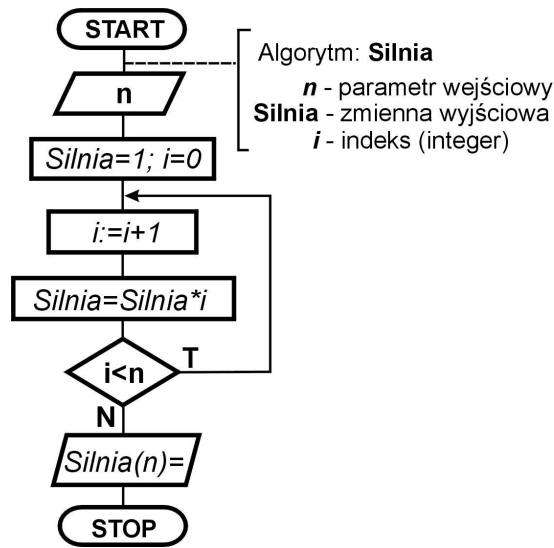 START
Algorytm: Silnia
n - parametr wejściowy
Silnia - zmienna wyjściowa
i - indeks (integer)
n
Silnia=1; i=0
i:=i+1
Silnia=Silnia*i
i<n
T
N
Silnia(n)=
STOP